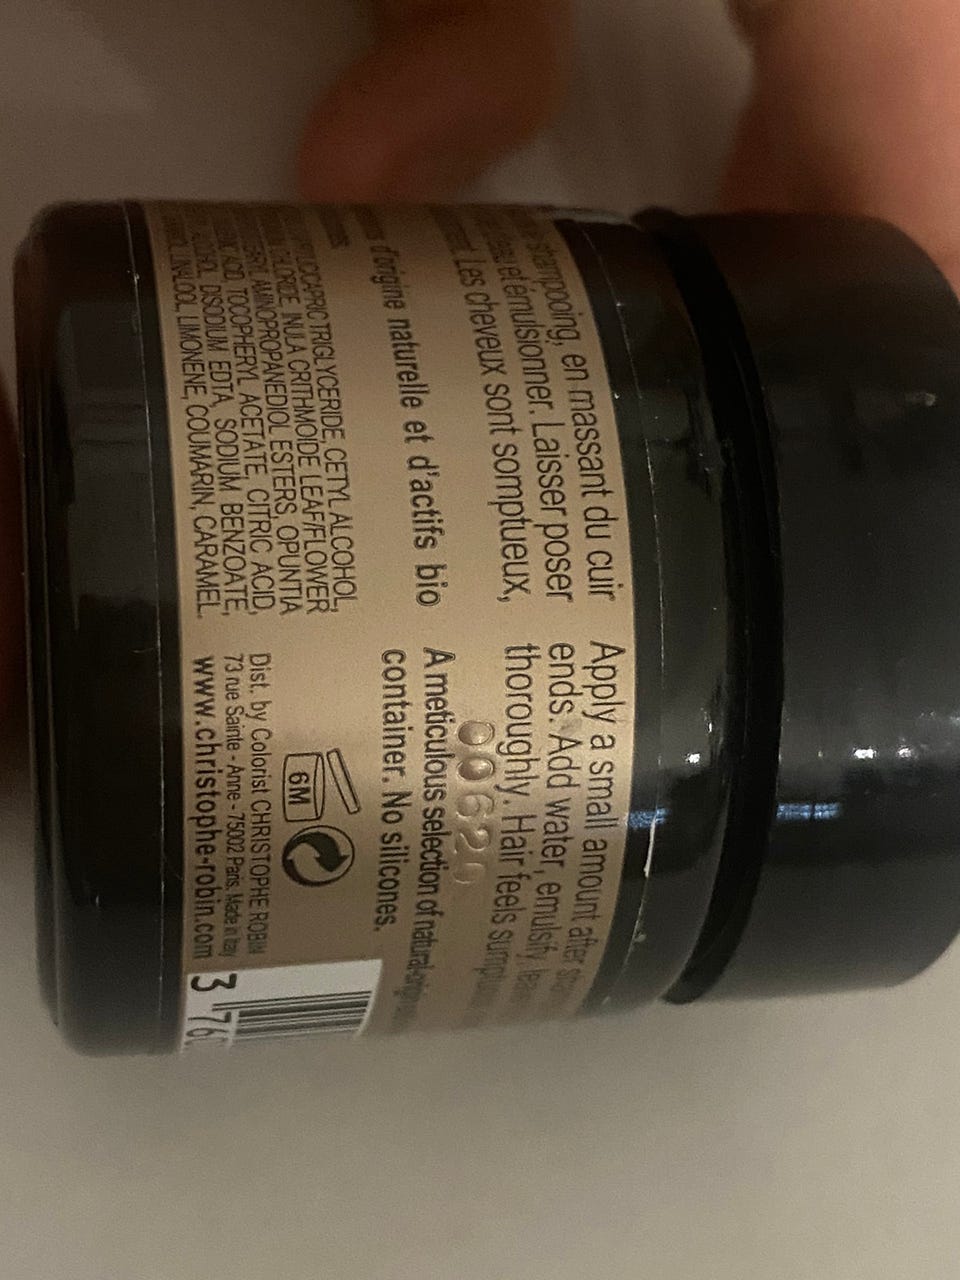 shampooing, en massant du cuir
et émulsionner. Laisser poser
Les cheveux sont somptueux,
d'origine naturelle et d'actifs bio
TRIGLYCERIDE, CETYL ALCOHOL,
CHLORIDE, INULA CRITHMOIDE LEAF/FLOWER
AMINOPROPANEDIOL ESTERS, OPUNTIA
ACID, TOCOPHERYL ACETATE, CITRIC ACID,
ALCOHOL, DISODIUM EDTA, SODIUM BENZOATE,
LINALOOL, LIMONENE, COUMARIN, CARAMEL.
Apply a small amount after
ends. Add water, emulsify,
thoroughly. Hair feels
00620
A meticulous selection of
container. No silicones.
6M
Dist. by Colorist CHRISTOPHE ROBIN
73 rue Sainte - Anne - 75002 Paris. Made in Italy
www.christophe-robin.com
3 760